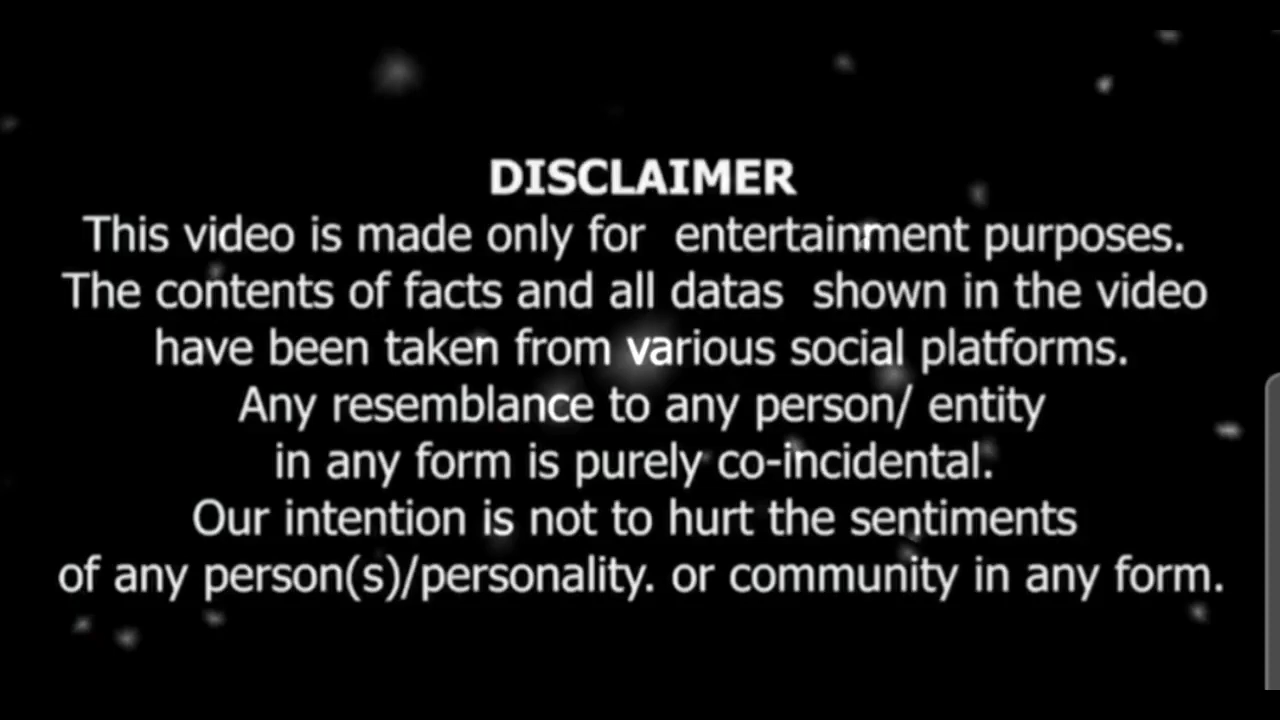 DISCLAIMER
This video is made only for entertainment purposes.
The contents of facts and all datas shown in the video
have been taken from various social platforms.
Any resemblance to any person/ entity
in any form is purely co-incidental.
Our intention is not to hurt the sentiments
of any person(s)/personality. or community in any form.